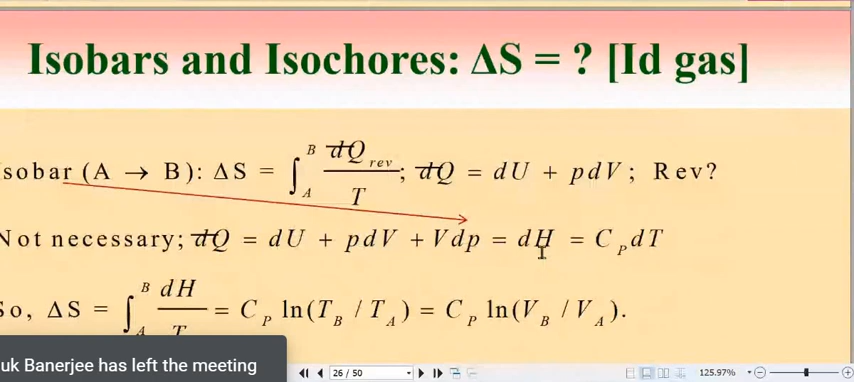 Isobars and Isochores: ΔS = ? [Id gas]
sobar (A → B): ΔS = ∫_A^B đQ_rev / T; đQ = dU + pdV; Rev?
Not necessary; đQ = dU + pdV + Vdp = dH = C_P dT
So, ΔS = ∫_A^B dH / T = C_P ln(T_B / T_A) = C_P ln(V_B / V_A).
uk Banerjee has left the meeting
26 / 50
125.97%